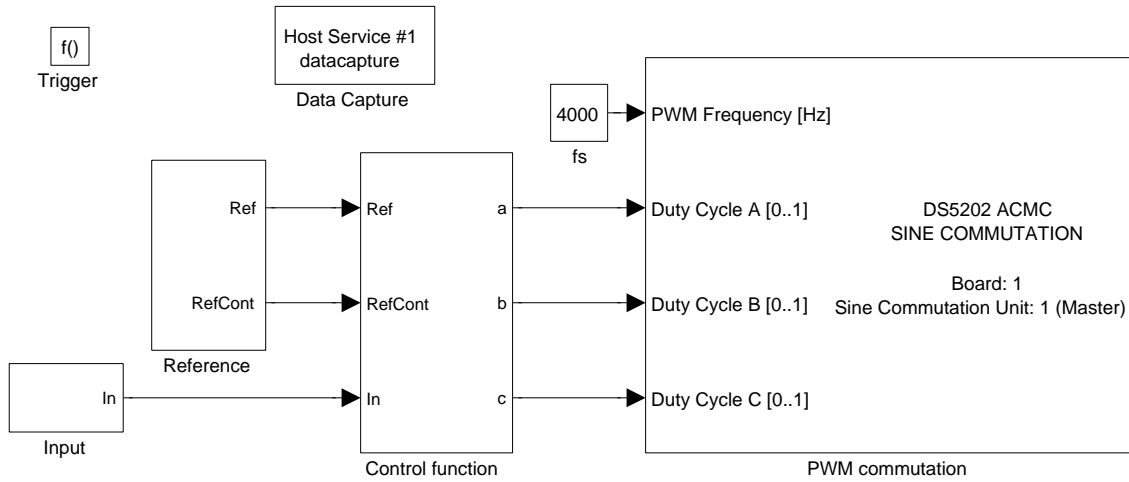 f()
Trigger
Host Service #1
datacapture
Data Capture
4000
fs
PWM Frequency [Hz]
Ref
RefCont
Reference
In
Input
Ref
RefCont
In
a
b
c
Control function
Duty Cycle A [0..1]
Duty Cycle B [0..1]
Duty Cycle C [0..1]
DS5202 ACMC
SINE COMMUTATION
Board: 1
Sine Commutation Unit: 1 (Master)
PWM commutation